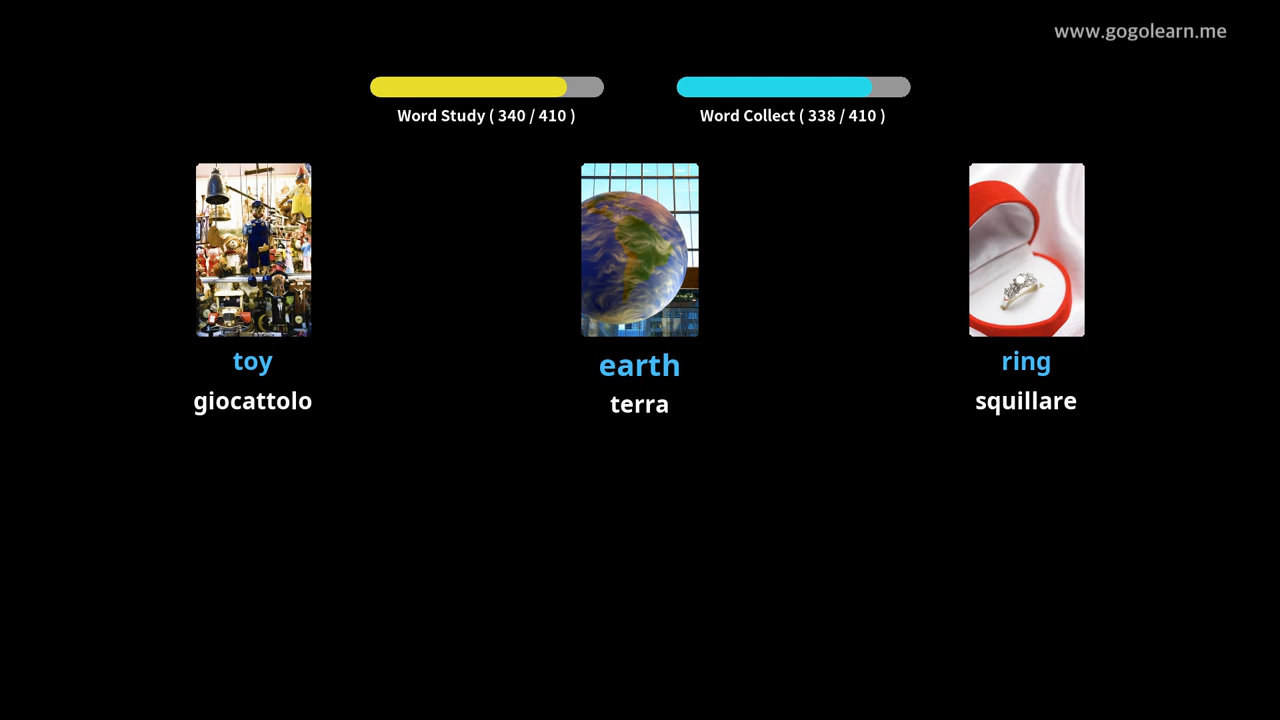 www.gogolearn.me
Word Study ( 340 / 410 )
Word Collect ( 338 / 410 )
toy
earth
ring
giocattolo
terra
squillare